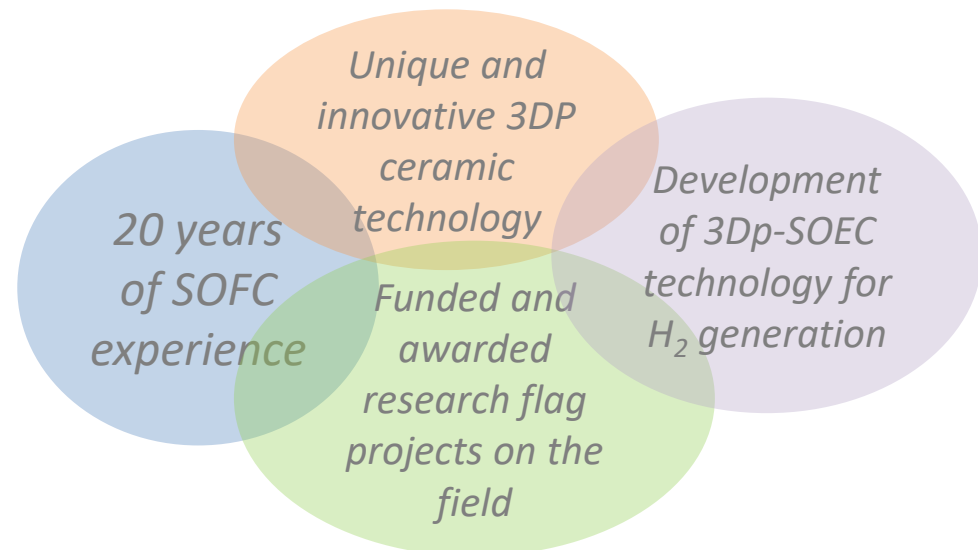 Unique and
innovative 3DP
ceramic
technology
20 years
of SOFC
experience
Development
of 3Dp-SOEC
technology for
H₂ generation
Funded and
awarded
research flag
projects on the
field